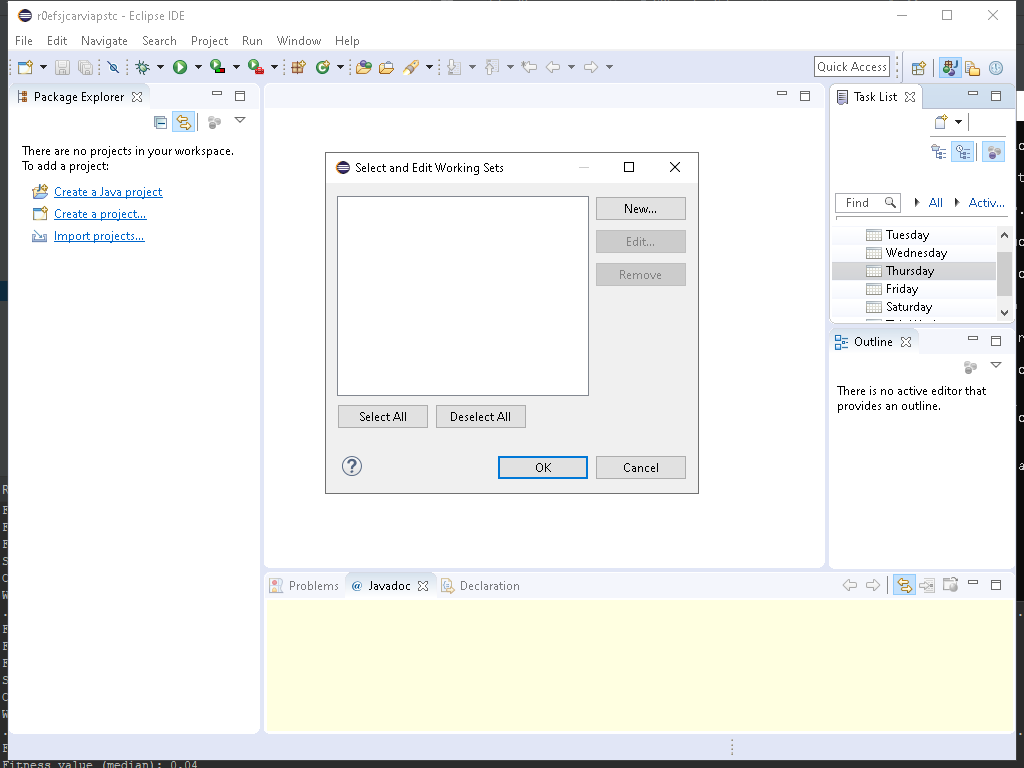 r0efsjcarviapstc - Eclipse IDE
File Edit Navigate Search Project Run Window Help
Quick Access
Package Explorer
There are no projects in your workspace.
To add a project:
Create a Java project
Create a project...
Import projects...
Select and Edit Working Sets
New...
Edit...
Remove
Select All
Deselect All
OK
Cancel
Task List
Find
All
Activ...
Tuesday
Wednesday
Thursday
Friday
Saturday
Outline
There is no active editor that
provides an outline.
Problems
@ Javadoc
Declaration
Fitness value (median): 0.04